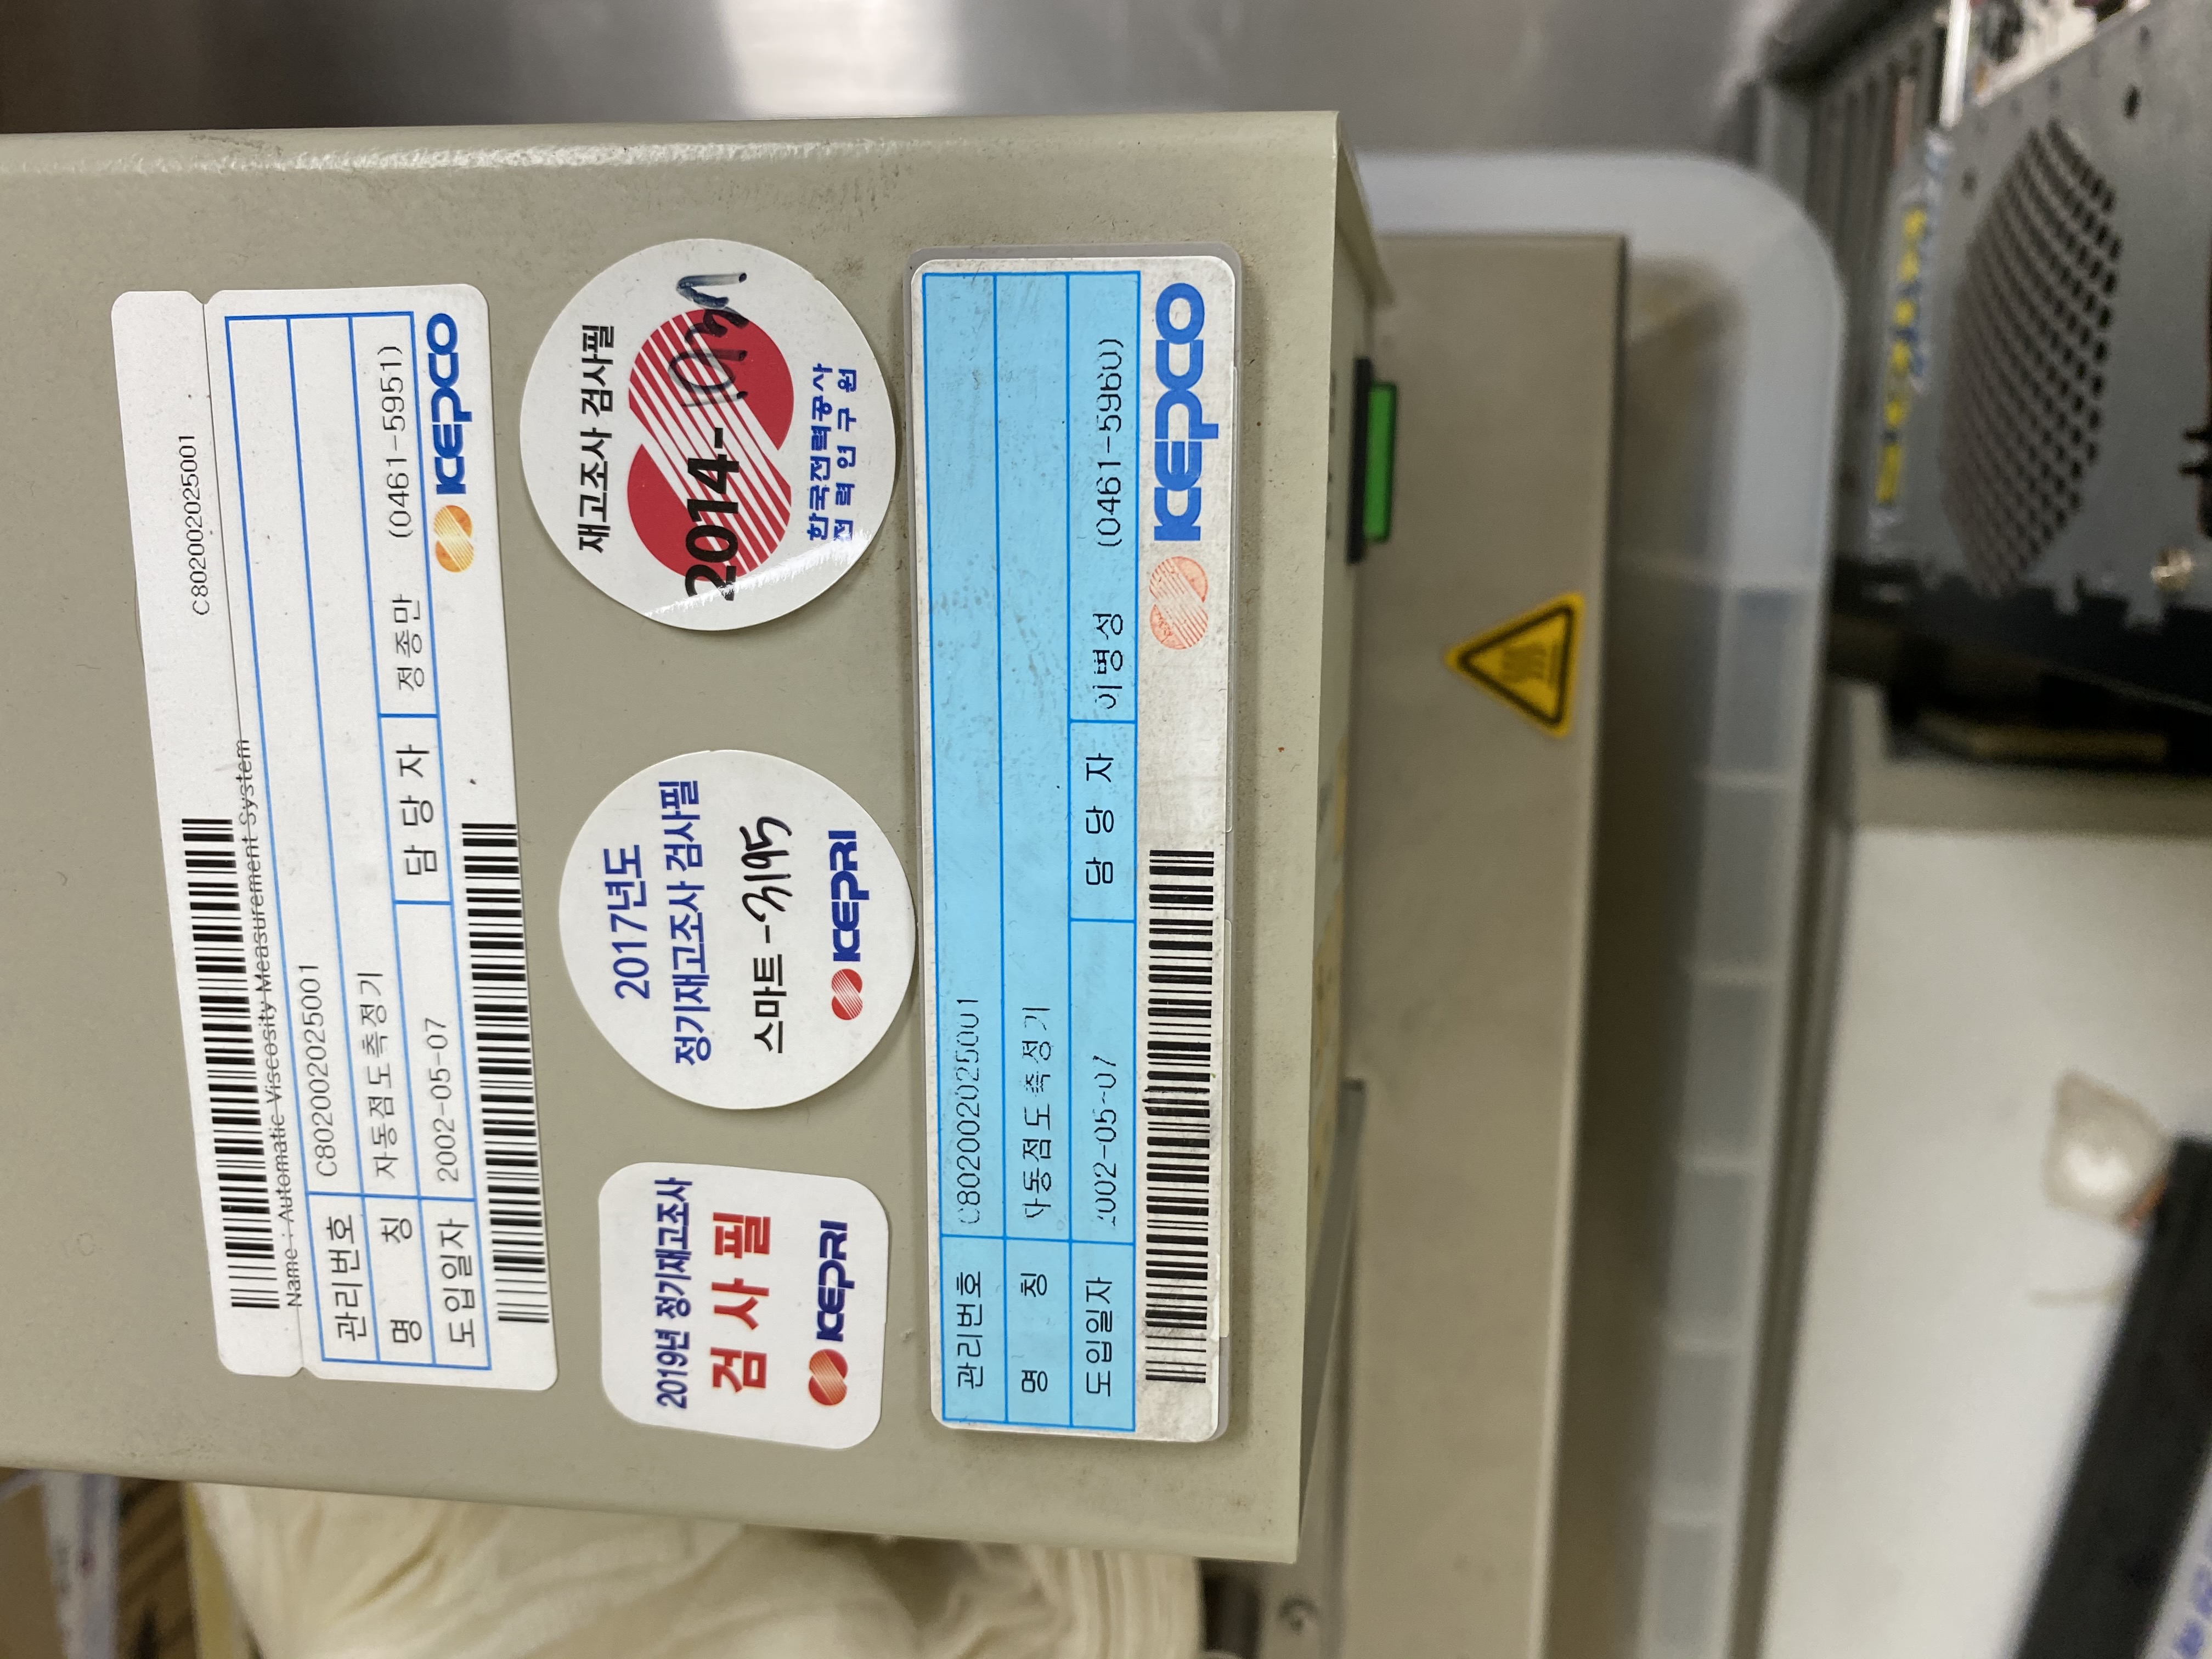 C802002025001
Name : Automatic Viscosity Measurement System
관리번호 C802002025001
명 칭 자동점도측정기
도입일자 2002-05-07 담 당 자 정종만 (0461-5951)
KEPCO
2019년 정기재고조사
검사필
KEPRI
2017년도
정기재고조사 검사필
스마트 -3195
KEPRI
재고조사 검사필
2014-
한국전력공사
전력연구원
관리번호 C802002025001
명 칭 자동점도측정기
도입일자 2002-05-07 담 당 자 이병성 (0461-5960)
KEPCO